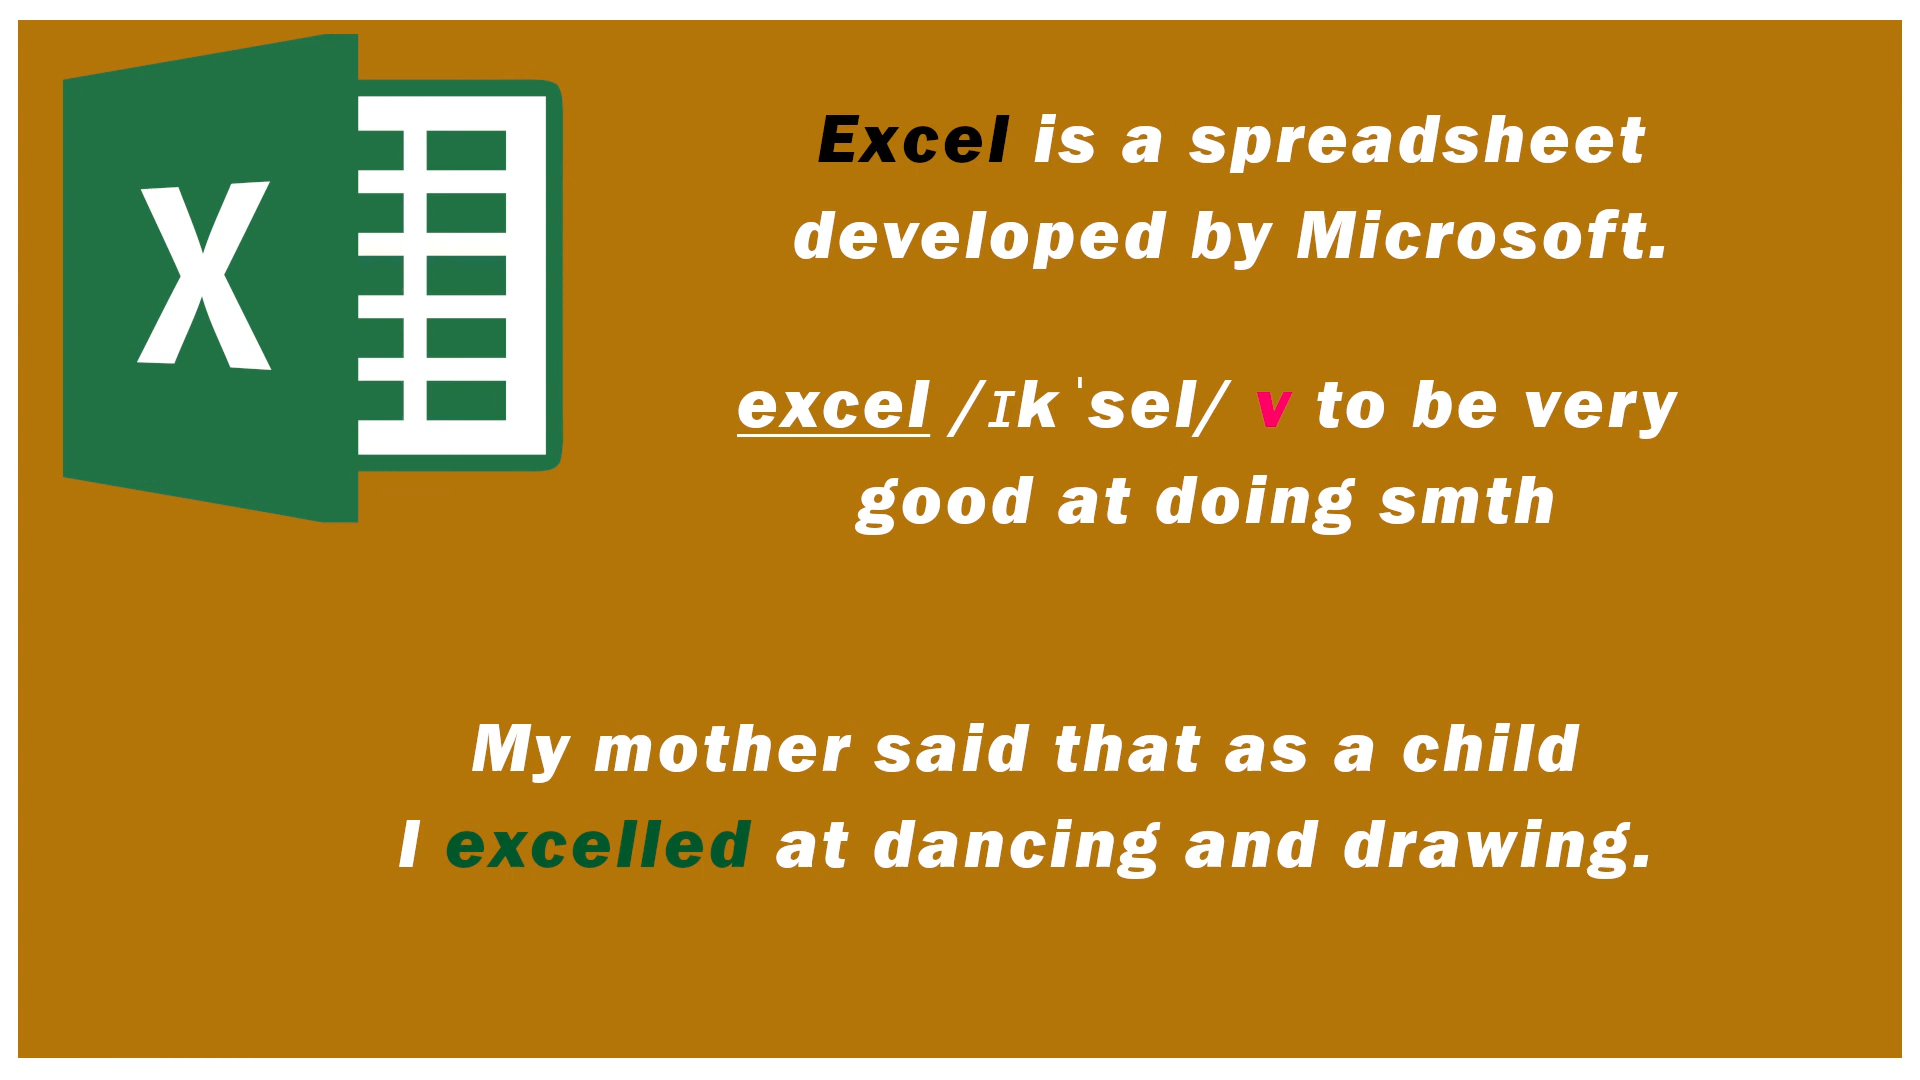 X
Excel is a spreadsheet
developed by Microsoft.
excel /ɪkˈsel/ v to be very
good at doing smth
My mother said that as a child
I excelled at dancing and drawing.